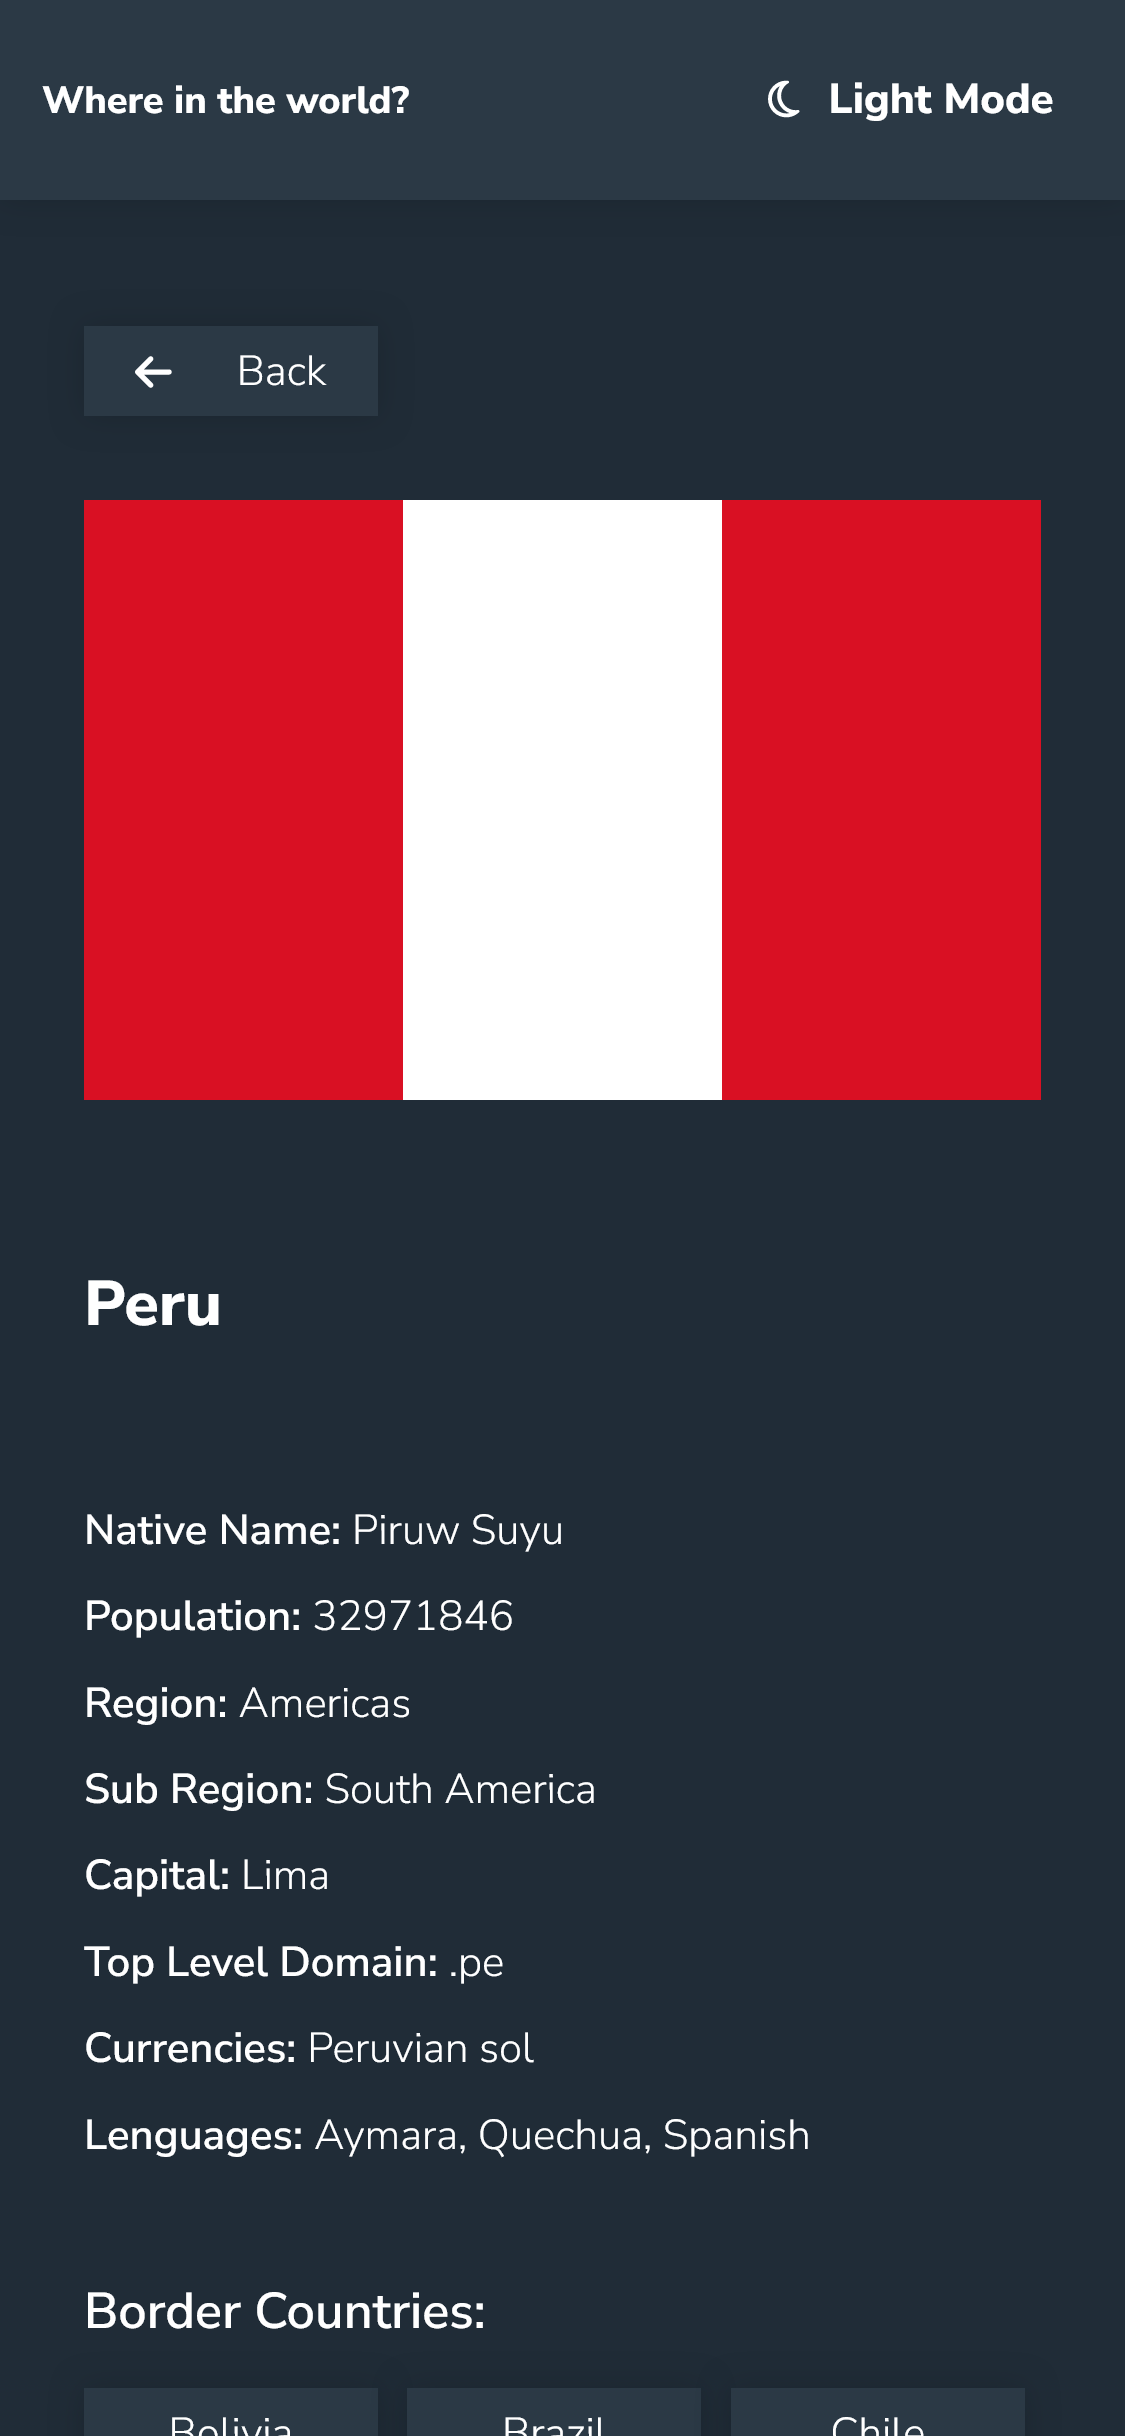 Where in the world?
Light Mode
Back
Peru
Native Name: Piruw Suyu
Population: 32971846
Region: Americas
Sub Region: South America
Capital: Lima
Top Level Domain: .pe
Currencies: Peruvian sol
Lenguages: Aymara, Quechua, Spanish
Border Countries:
Bolivia Brazil Chile